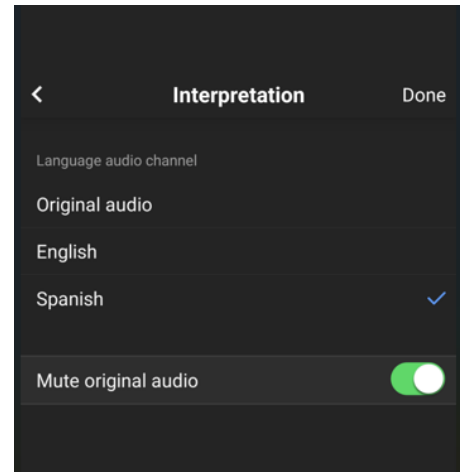 Interpretation Done
Language audio channel
Original audio
English
Spanish
Mute original audio